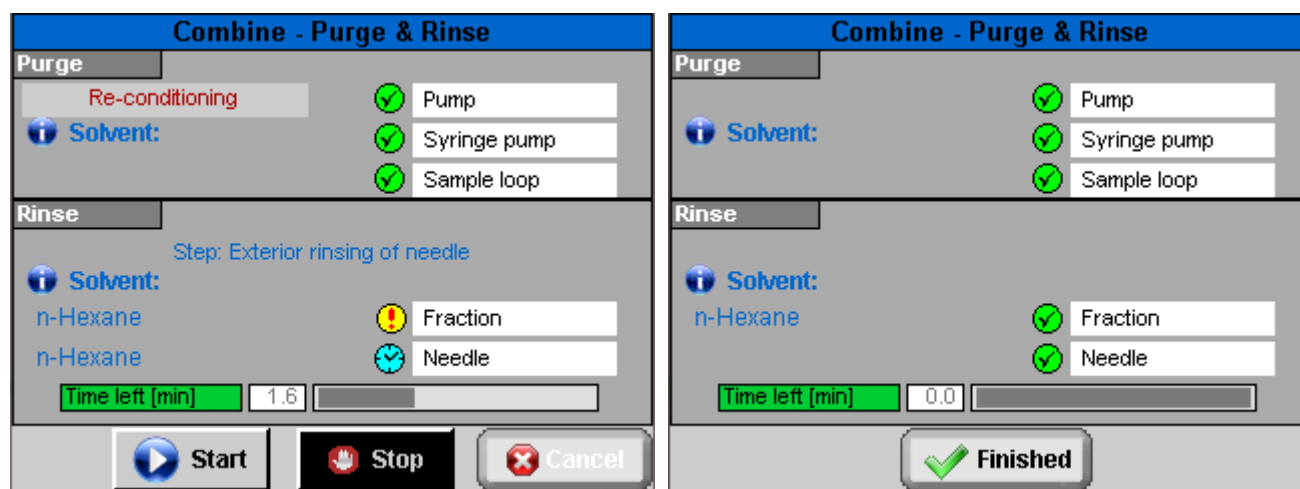 Combine - Purge & Rinse
Purge
Re-conditioning
Pump
Solvent:
Syringe pump
Sample loop
Rinse
Step: Exterior rinsing of needle
Solvent:
n-Hexane
Fraction
n-Hexane
Needle
Time left [min] 1.6
Start
Stop
Cancel
Combine - Purge & Rinse
Purge
Pump
Solvent:
Syringe pump
Sample loop
Rinse
Solvent:
n-Hexane
Fraction
Needle
Time left [min] 0.0
Finished